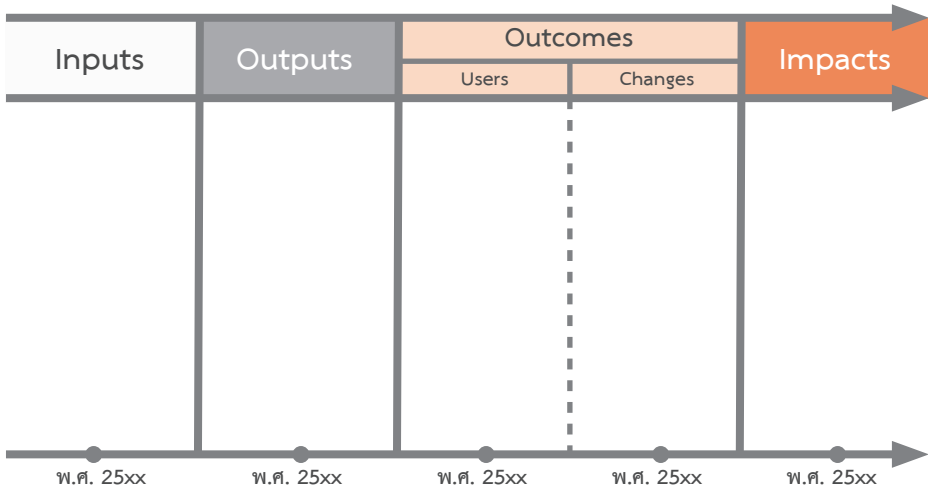 Inputs
Outputs
Outcomes
Users
Changes
Impacts
พ.ศ. 25xx
พ.ศ. 25xx
พ.ศ. 25xx
พ.ศ. 25xx
พ.ศ. 25xx